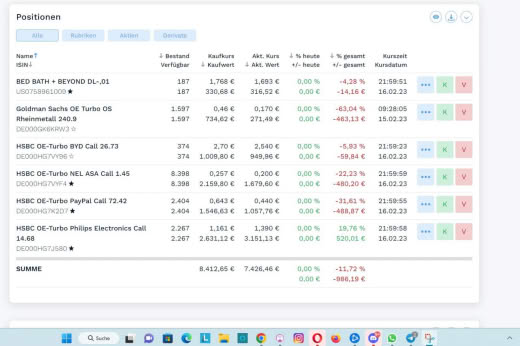 Positionen
Alle Rubriken Aktien Derivate
Name↑ ↓ Bestand Kaufkurs Akt. Kurs ↓ % heute ↓ % gesamt Kurszeit
ISIN↓ Verfügbar Kaufwert ↓ Akt. Wert +/- heute +/- gesamt Kursdatum
BED BATH + BEYOND DL-,01 187 1,768 € 1,693 € 0,00 % -4,28 % 21:59:51
US0758961009 ★ 187 330,68 € 316,52 € 0,00 € -14,16 € 16.02.23
••• K V
Goldman Sachs OE Turbo OS 1.597 0,46 € 0,170 € 0,00 % -63,04 % 09:28:05
Rheinmetall 240.9 1.597 734,62 € 271,49 € 0,00 € -463,13 € 15.02.23
DE000GK6KRW3 ☆
••• K V
HSBC OE-Turbo BYD Call 26.73 374 2,70 € 2,540 € 0,00 % -5,93 % 21:59:23
DE000HG7VY96 ☆ 374 1.009,80 € 949,96 € 0,00 € -59,84 € 16.02.23
••• K V
HSBC OE-Turbo NEL ASA Call 1.45 8.398 0,257 € 0,200 € 0,00 % -22,23 % 21:59:59
DE000HG7VYF4 ★ 8.398 2.159,80 € 1.679,60 € 0,00 € -480,20 € 16.02.23
••• K V
HSBC OE-Turbo PayPal Call 72.42 2.404 0,643 € 0,440 € 0,00 % -31,61 % 21:59:55
DE000HG7K2D7 ★ 2.404 1.546,63 € 1.057,76 € 0,00 € -488,87 € 16.02.23
••• K V
HSBC OE-Turbo Philips Electronics Call 2.267 1,161 € 1,390 € 0,00 % 19,76 % 21:59:58
14.68 2.267 2.631,12 € 3.151,13 € 0,00 € 520,01 € 16.02.23
DE000HG7J580 ★
••• K V
SUMME 8.412,65 € 7.426,46 € 0,00 % -11,72 %
0,00 € -986,19 €
Suche